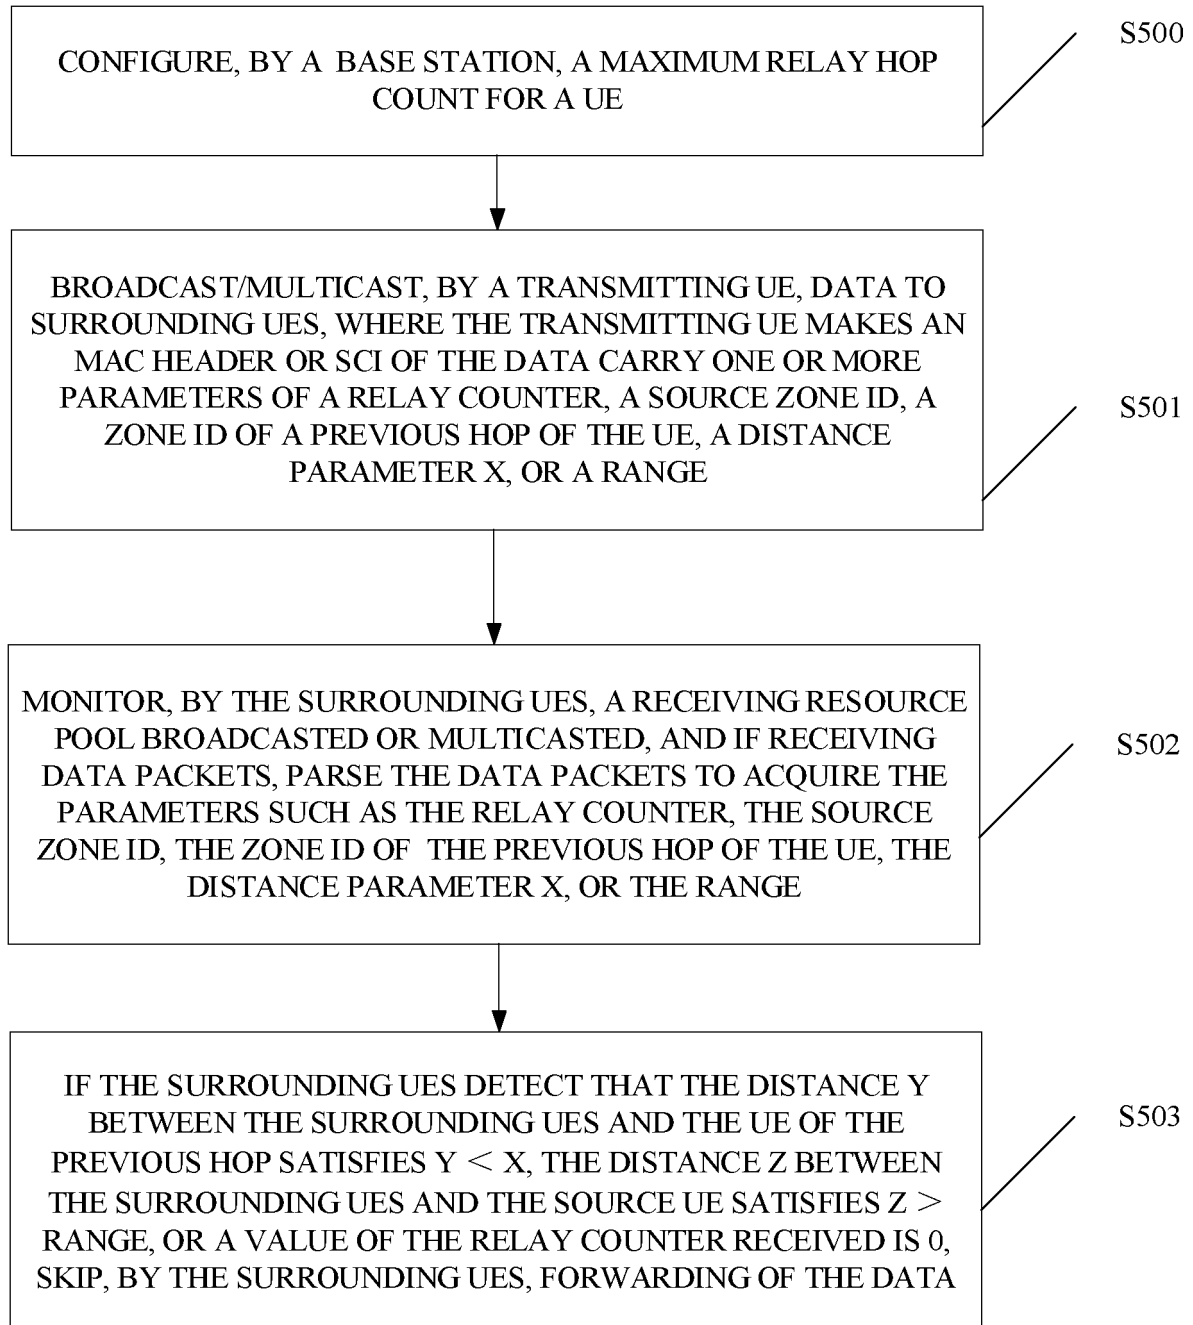 CONFIGURE, BY A BASE STATION, A MAXIMUM RELAY HOP
COUNT FOR A UE
S500
BROADCAST/MULTICAST, BY A TRANSMITTING UE, DATA TO
SURROUNDING UES, WHERE THE TRANSMITTING UE MAKES AN
MAC HEADER OR SCI OF THE DATA CARRY ONE OR MORE
PARAMETERS OF A RELAY COUNTER, A SOURCE ZONE ID, A
ZONE ID OF A PREVIOUS HOP OF THE UE, A DISTANCE
PARAMETER X, OR A RANGE
S501
MONITOR, BY THE SURROUNDING UES, A RECEIVING RESOURCE
POOL BROADCASTED OR MULTICASTED, AND IF RECEIVING
DATA PACKETS, PARSE THE DATA PACKETS TO ACQUIRE THE
PARAMETERS SUCH AS THE RELAY COUNTER, THE SOURCE
ZONE ID, THE ZONE ID OF THE PREVIOUS HOP OF THE UE, THE
DISTANCE PARAMETER X, OR THE RANGE
S502
IF THE SURROUNDING UES DETECT THAT THE DISTANCE Y
BETWEEN THE SURROUNDING UES AND THE UE OF THE
PREVIOUS HOP SATISFIES Y < X, THE DISTANCE Z BETWEEN
THE SURROUNDING UES AND THE SOURCE UE SATISFIES Z >
RANGE, OR A VALUE OF THE RELAY COUNTER RECEIVED IS 0,
SKIP, BY THE SURROUNDING UES, FORWARDING OF THE DATA
S503